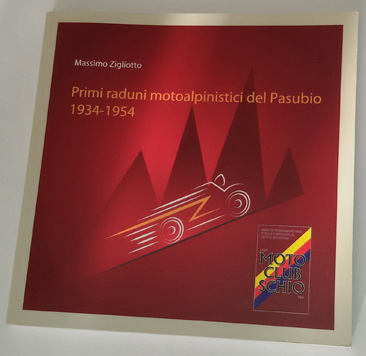 Massimo Zigliotto
Primi raduni motoalpinistici del Pasubio
1934-1954
MOTO
CLUB
SCHIO